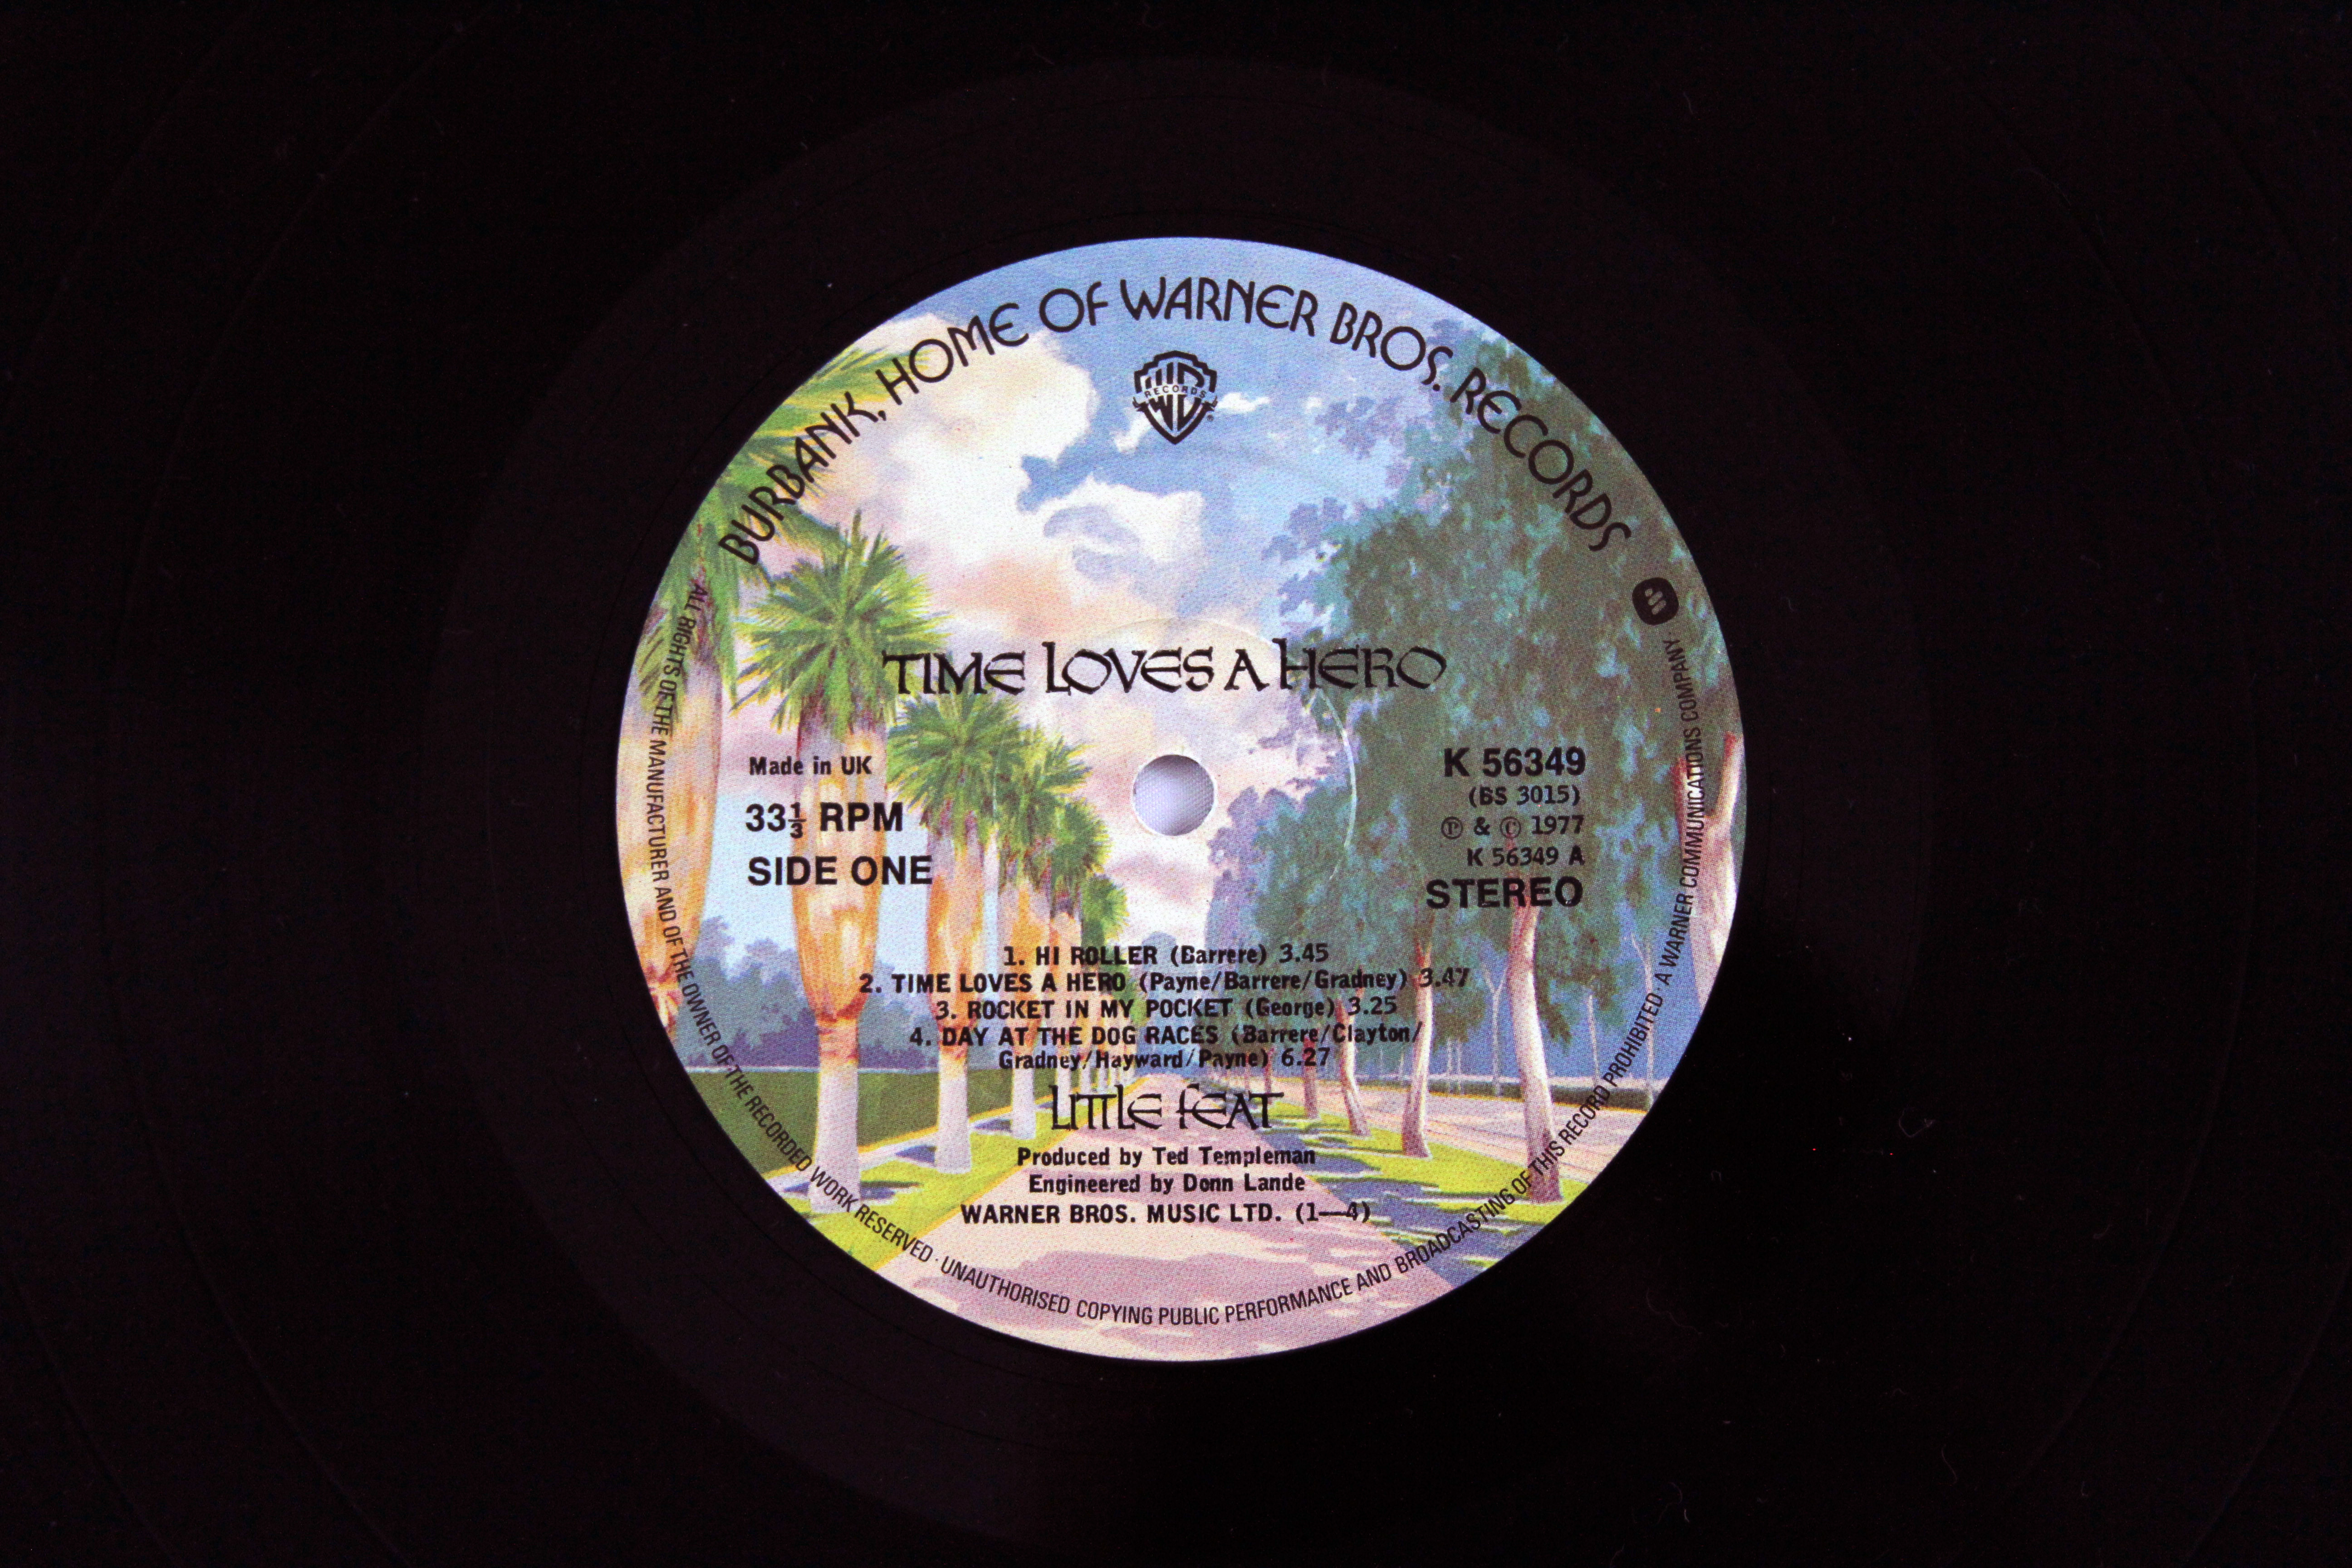 BURBANK, HOME OF WARNER BROS. RECORDS
RECORDS
TIME LOVES A HERO
Made in UK
33⅓ RPM
SIDE ONE
K 56349
(BS 3015)
℗ & © 1977
K 56349 A
STEREO
1. HI ROLLER (Barrere) 3.45
2. TIME LOVES A HERO (Payne/Barrere/Gradney) 3.47
3. ROCKET IN MY POCKET (George) 3.25
4. DAY AT THE DOG RACES (Barrere/Clayton/
Gradney/Hayward/Payne) 6.27
LITTLE FEAT
Produced by Ted Templeman
Engineered by Donn Lande
WARNER BROS. MUSIC LTD. (1—4)
ALL RIGHTS OF THE MANUFACTURER AND OF THE OWNER OF THE RECORDED WORK RESERVED · UNAUTHORISED COPYING PUBLIC PERFORMANCE AND BROADCASTING OF THIS RECORD PROHIBITED · A WARNER COMMUNICATIONS COMPANY